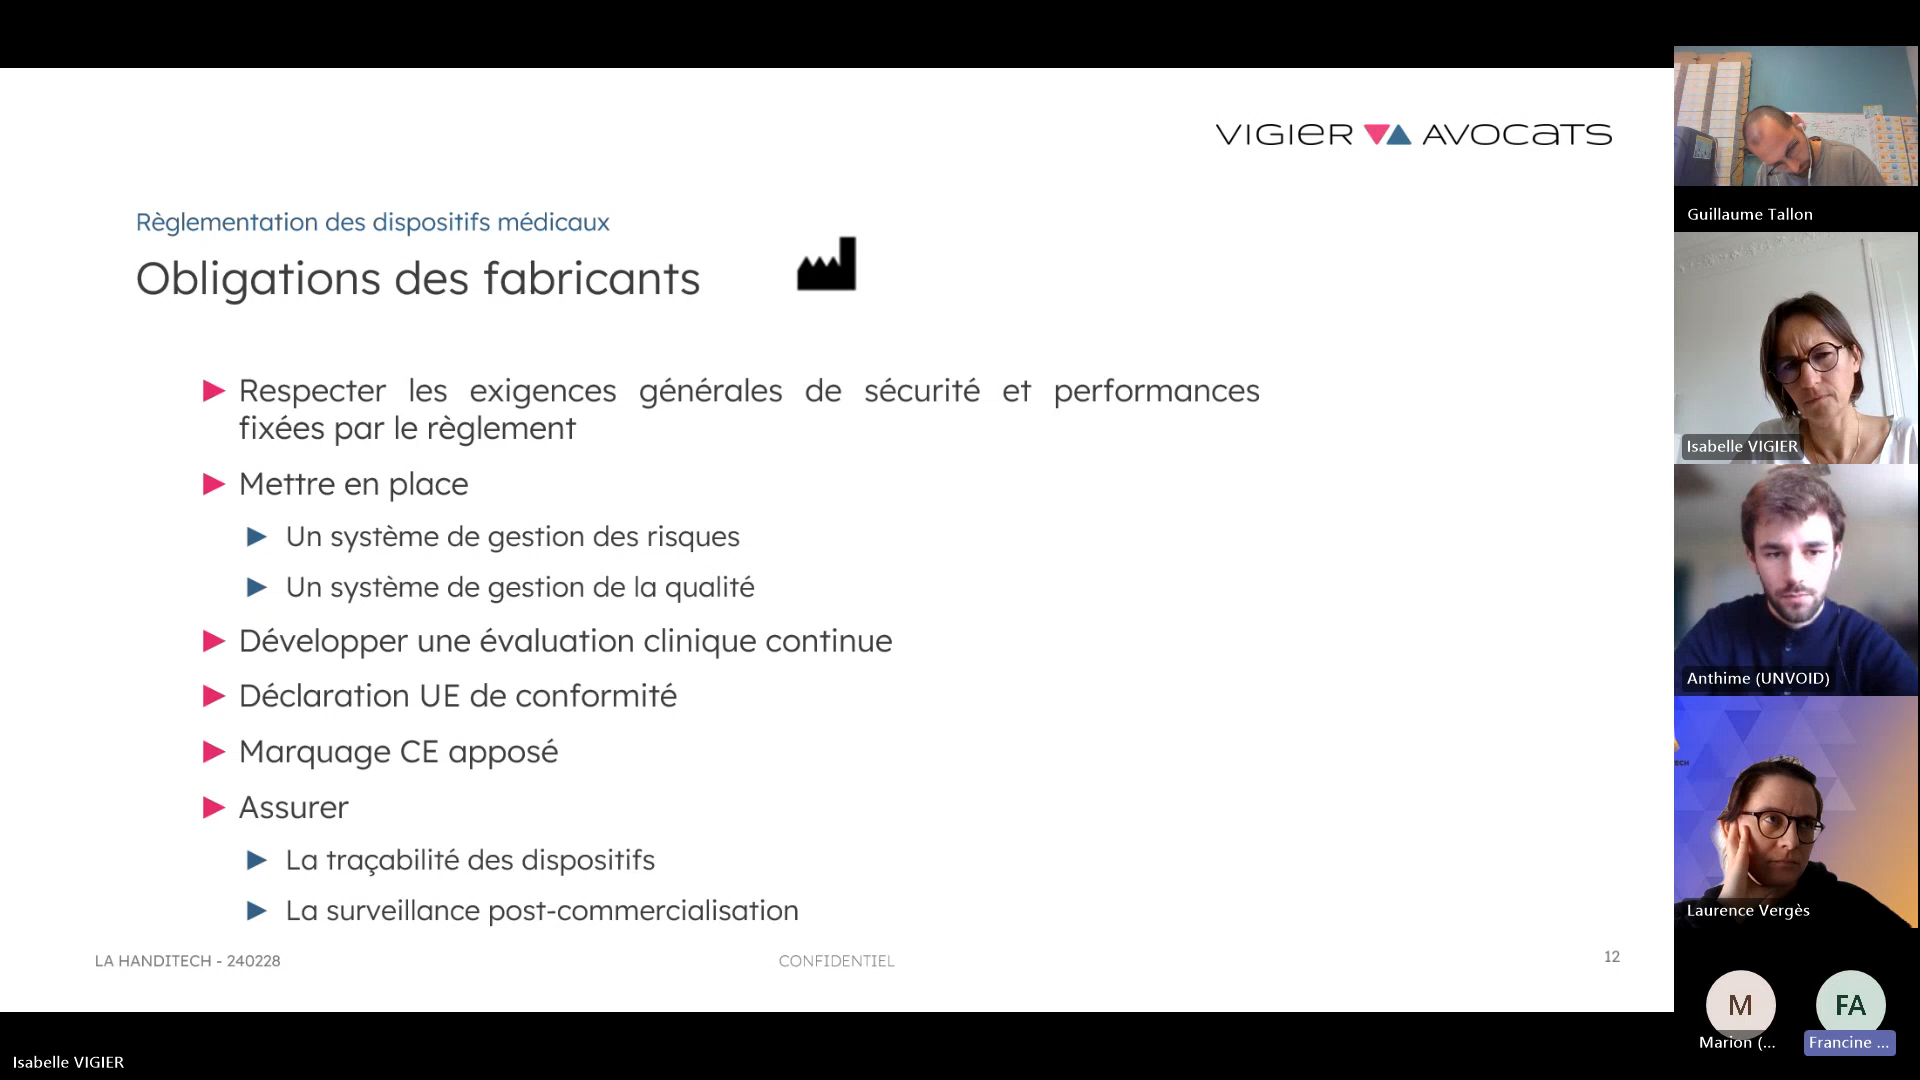 VIGIER AVOCATS
Règlementation des dispositifs médicaux
Obligations des fabricants
Respecter les exigences générales de sécurité et performances
fixées par le règlement
Mettre en place
Un système de gestion des risques
Un système de gestion de la qualité
Développer une évaluation clinique continue
Déclaration UE de conformité
Marquage CE apposé
Assurer
La traçabilité des dispositifs
La surveillance post-commercialisation
LA HANDITECH - 240228
CONFIDENTIEL
12
Guillaume Tallon
Isabelle VIGIER
Anthime (UNVOID)
Laurence Vergès
M
FA
Marion (...
Francine ...
Isabelle VIGIER